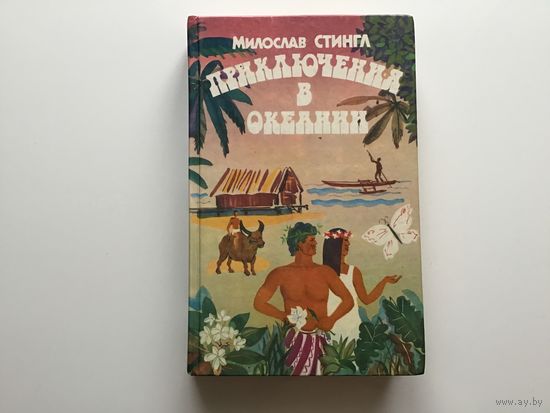 МИЛОСЛАВ СТИНГЛ
ПРИКЛЮЧЕНИЯ
В
ОКЕАНИИ
www.ay.by